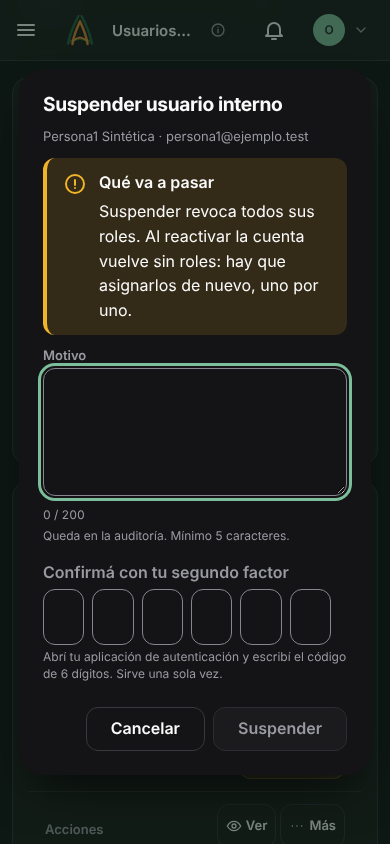 Usuarios...
O
Suspender usuario interno
Persona1 Sintética · persona1@ejemplo.test
Qué va a pasar
Suspender revoca todos sus
roles. Al reactivar la cuenta
vuelve sin roles: hay que
asignarlos de nuevo, uno por
uno.
Motivo
0 / 200
Queda en la auditoría. Mínimo 5 caracteres.
Confirmá con tu segundo factor
Abrí tu aplicación de autenticación y escribí el código
de 6 dígitos. Sirve una sola vez.
Cancelar
Suspender
Acciones
Ver
··· Más